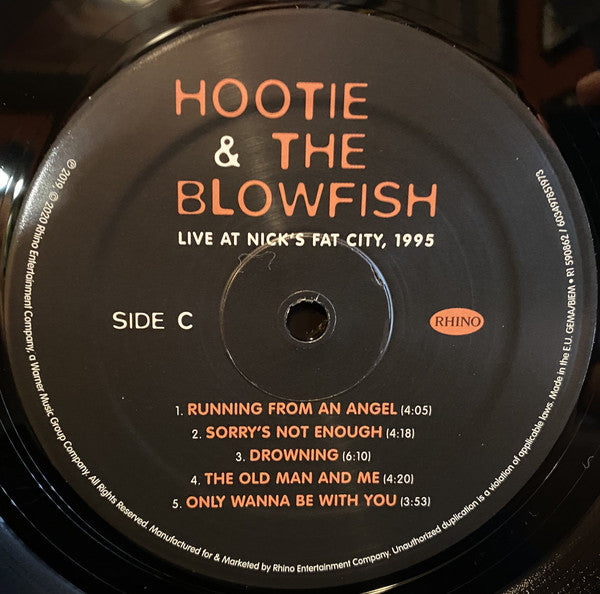 HOOTIE
& THE
BLOWFISH
LIVE AT NICK'S FAT CITY, 1995
SIDE C
RHINO
1. RUNNING FROM AN ANGEL (4:05)
2. SORRY'S NOT ENOUGH (4:18)
3. DROWNING (6:10)
4. THE OLD MAN AND ME (4:20)
5. ONLY WANNA BE WITH YOU (3:53)
℗ 2019, © 2020 Rhino Entertainment Company, a Warner Music Group Company. All Rights Reserved. Manufactured for & Marketed by Rhino Entertainment Company. Unauthorized duplication is a violation of applicable laws. Made in the E.U. GEMA/BIEM • R1 590862 / 603497851973